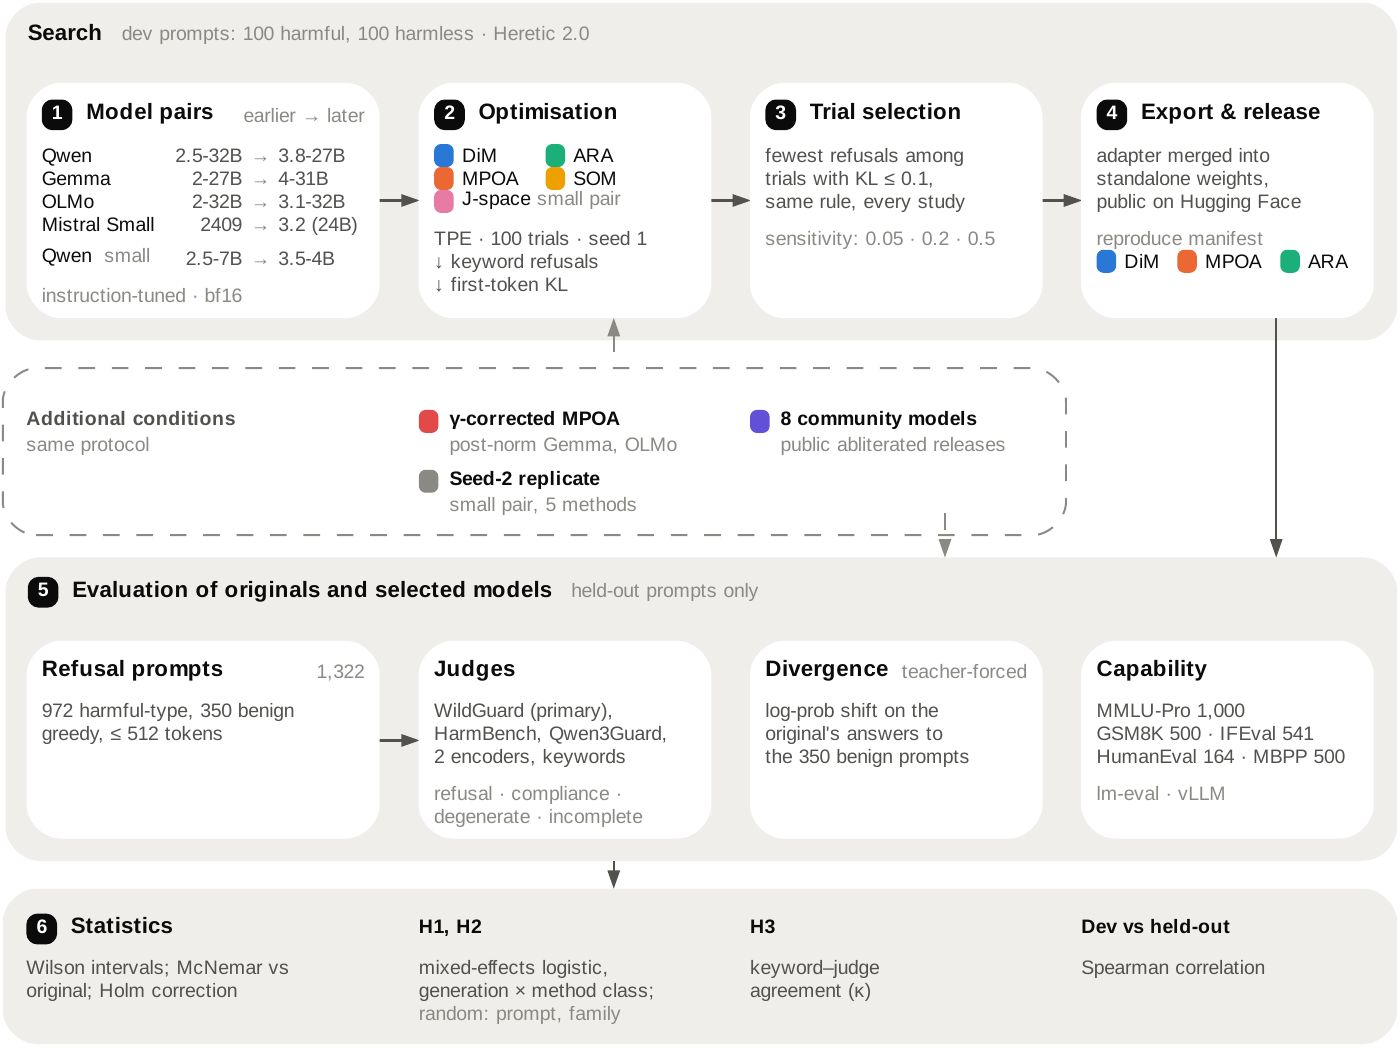 Search dev prompts: 100 harmful, 100 harmless · Heretic 2.0
1 Model pairs earlier → later
Qwen 2.5-32B → 3.8-27B
Gemma 2-27B → 4-31B
OLMo 2-32B → 3.1-32B
Mistral Small 2409 → 3.2 (24B)
Qwen small 2.5-7B → 3.5-4B
instruction-tuned · bf16
2 Optimisation
DiM ARA
MPOA SOM
J-space small pair
TPE · 100 trials · seed 1
↓ keyword refusals
↓ first-token KL
3 Trial selection
fewest refusals among
trials with KL ≤ 0.1,
same rule, every study
sensitivity: 0.05 · 0.2 · 0.5
4 Export & release
adapter merged into
standalone weights,
public on Hugging Face
reproduce manifest
DiM MPOA ARA
Additional conditions
same protocol
γ-corrected MPOA
post-norm Gemma, OLMo
Seed-2 replicate
small pair, 5 methods
8 community models
public abliterated releases
5 Evaluation of originals and selected models held-out prompts only
Refusal prompts 1,322
972 harmful-type, 350 benign
greedy, ≤ 512 tokens
Judges
WildGuard (primary),
HarmBench, Qwen3Guard,
2 encoders, keywords
refusal · compliance ·
degenerate · incomplete
Divergence teacher-forced
log-prob shift on the
original's answers to
the 350 benign prompts
Capability
MMLU-Pro 1,000
GSM8K 500 · IFEval 541
HumanEval 164 · MBPP 500
lm-eval · vLLM
6 Statistics
Wilson intervals; McNemar vs
original; Holm correction
H1, H2
mixed-effects logistic,
generation × method class;
random: prompt, family
H3
keyword–judge
agreement (κ)
Dev vs held-out
Spearman correlation